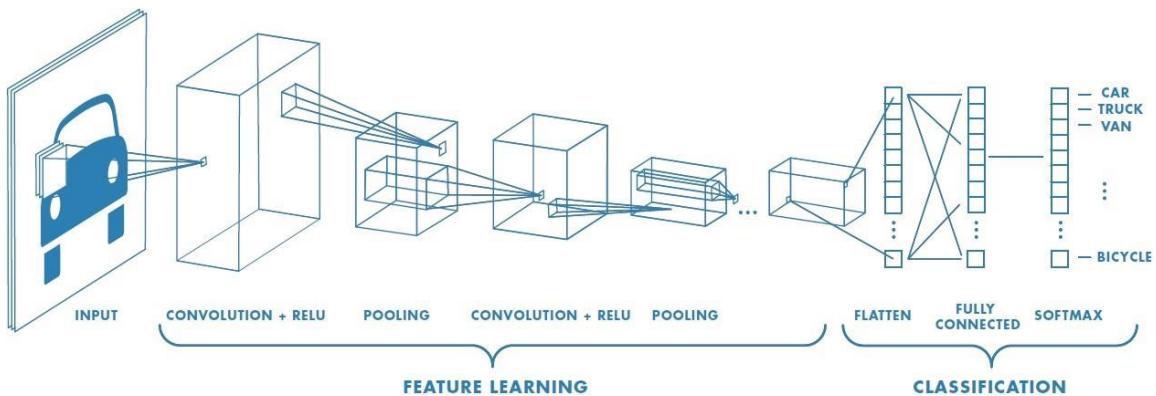 CAR
TRUCK
VAN
BICYCLE
INPUT
CONVOLUTION + RELU
POOLING
CONVOLUTION + RELU
POOLING
FLATTEN
FULLY
CONNECTED
SOFTMAX
FEATURE LEARNING
CLASSIFICATION